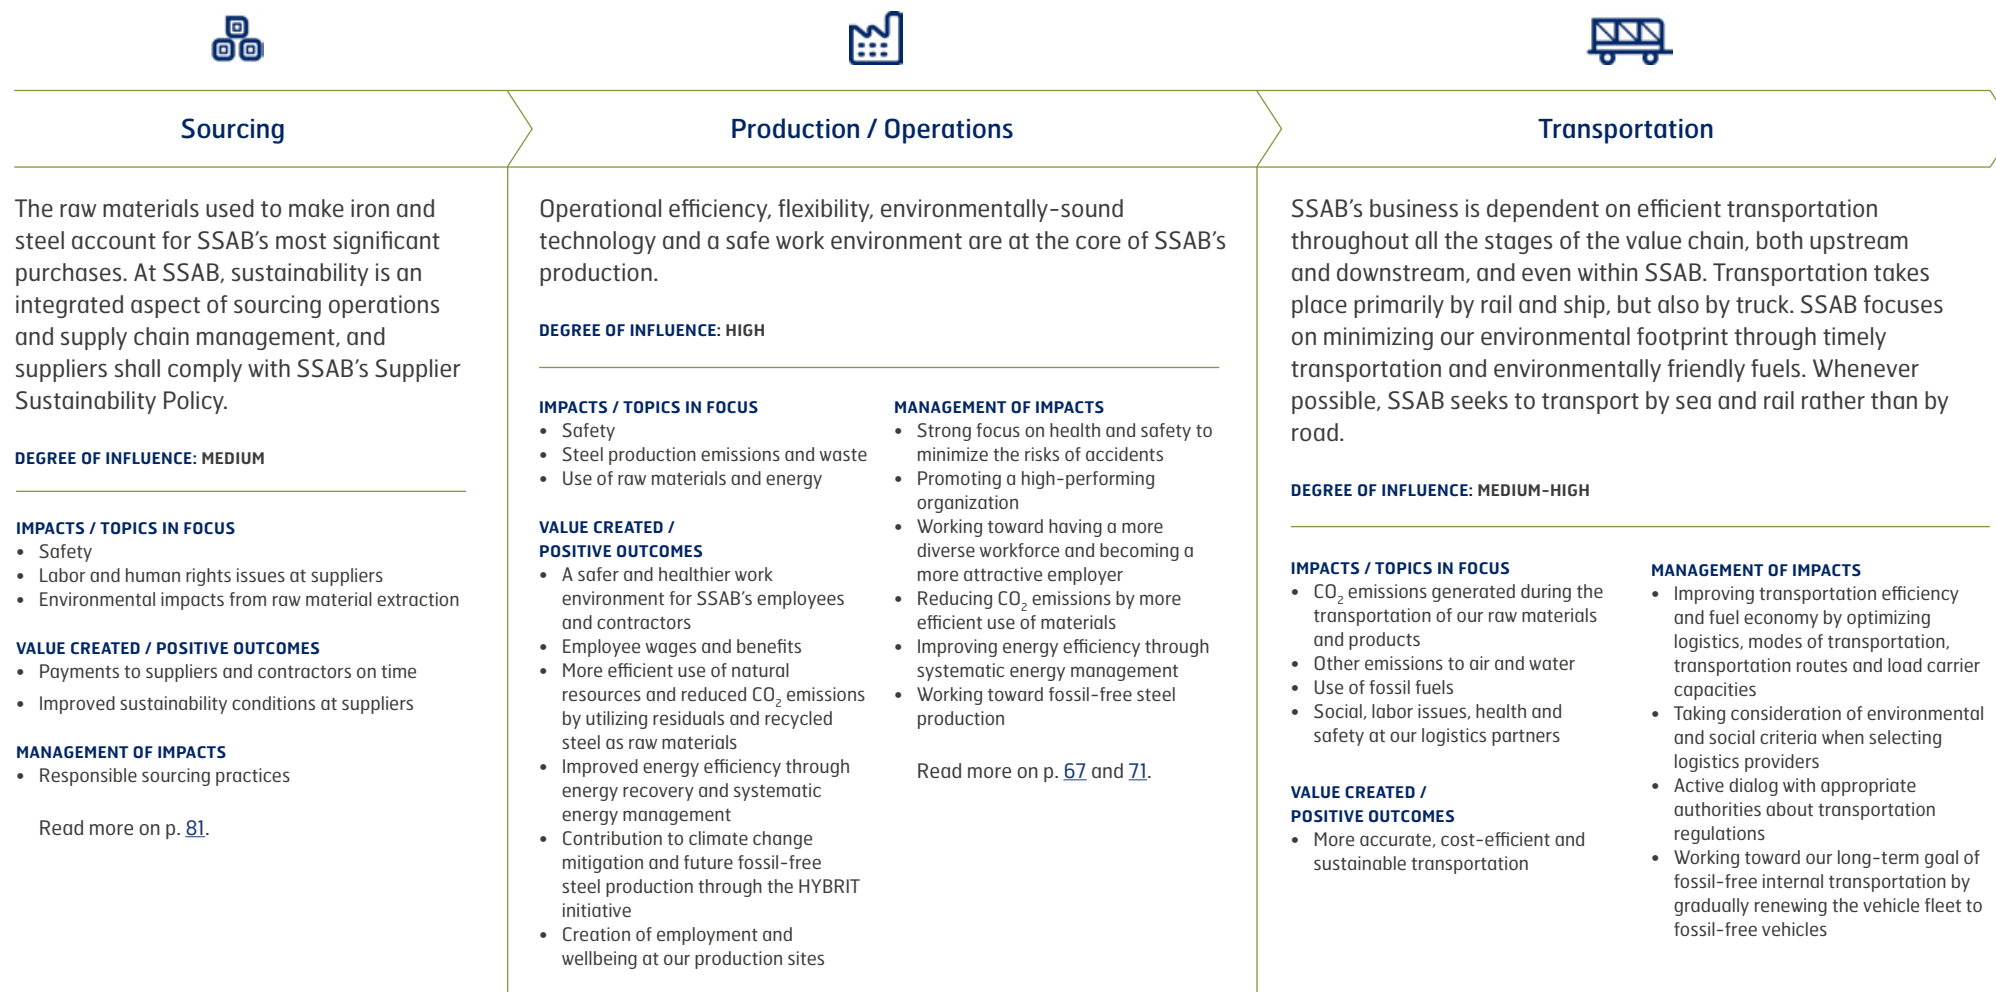 Sourcing
The raw materials used to make iron and
steel account for SSAB's most significant
purchases. At SSAB, sustainability is an
integrated aspect of sourcing operations
and supply chain management, and
suppliers shall comply with SSAB's Supplier
Sustainability Policy.
DEGREE OF INFLUENCE: MEDIUM
IMPACTS / TOPICS IN FOCUS
• Safety
• Labor and human rights issues at suppliers
• Environmental impacts from raw material extraction
VALUE CREATED / POSITIVE OUTCOMES
• Payments to suppliers and contractors on time
• Improved sustainability conditions at suppliers
MANAGEMENT OF IMPACTS
• Responsible sourcing practices
Read more on p. 81.
Production / Operations
Operational efficiency, flexibility, environmentally-sound
technology and a safe work environment are at the core of SSAB's
production.
DEGREE OF INFLUENCE: HIGH
IMPACTS / TOPICS IN FOCUS
• Safety
• Steel production emissions and waste
• Use of raw materials and energy
VALUE CREATED /
POSITIVE OUTCOMES
• A safer and healthier work
environment for SSAB's employees
and contractors
• Employee wages and benefits
• More efficient use of natural
resources and reduced CO₂ emissions
by utilizing residuals and recycled
steel as raw materials
• Improved energy efficiency through
energy recovery and systematic
energy management
• Contribution to climate change
mitigation and future fossil-free
steel production through the HYBRIT
initiative
• Creation of employment and
wellbeing at our production sites
MANAGEMENT OF IMPACTS
• Strong focus on health and safety to
minimize the risks of accidents
• Promoting a high-performing
organization
• Working toward having a more
diverse workforce and becoming a
more attractive employer
• Reducing CO₂ emissions by more
efficient use of materials
• Improving energy efficiency through
systematic energy management
• Working toward fossil-free steel
production
Read more on p. 67 and 71.
Transportation
SSAB's business is dependent on efficient transportation
throughout all the stages of the value chain, both upstream
and downstream, and even within SSAB. Transportation takes
place primarily by rail and ship, but also by truck. SSAB focuses
on minimizing our environmental footprint through timely
transportation and environmentally friendly fuels. Whenever
possible, SSAB seeks to transport by sea and rail rather than by
road.
DEGREE OF INFLUENCE: MEDIUM-HIGH
IMPACTS / TOPICS IN FOCUS
• CO₂ emissions generated during the
transportation of our raw materials
and products
• Other emissions to air and water
• Use of fossil fuels
• Social, labor issues, health and
safety at our logistics partners
VALUE CREATED /
POSITIVE OUTCOMES
• More accurate, cost-efficient and
sustainable transportation
MANAGEMENT OF IMPACTS
• Improving transportation efficiency
and fuel economy by optimizing
logistics, modes of transportation,
transportation routes and load carrier
capacities
• Taking consideration of environmental
and social criteria when selecting
logistics providers
• Active dialog with appropriate
authorities about transportation
regulations
• Working toward our long-term goal of
fossil-free internal transportation by
gradually renewing the vehicle fleet to
fossil-free vehicles